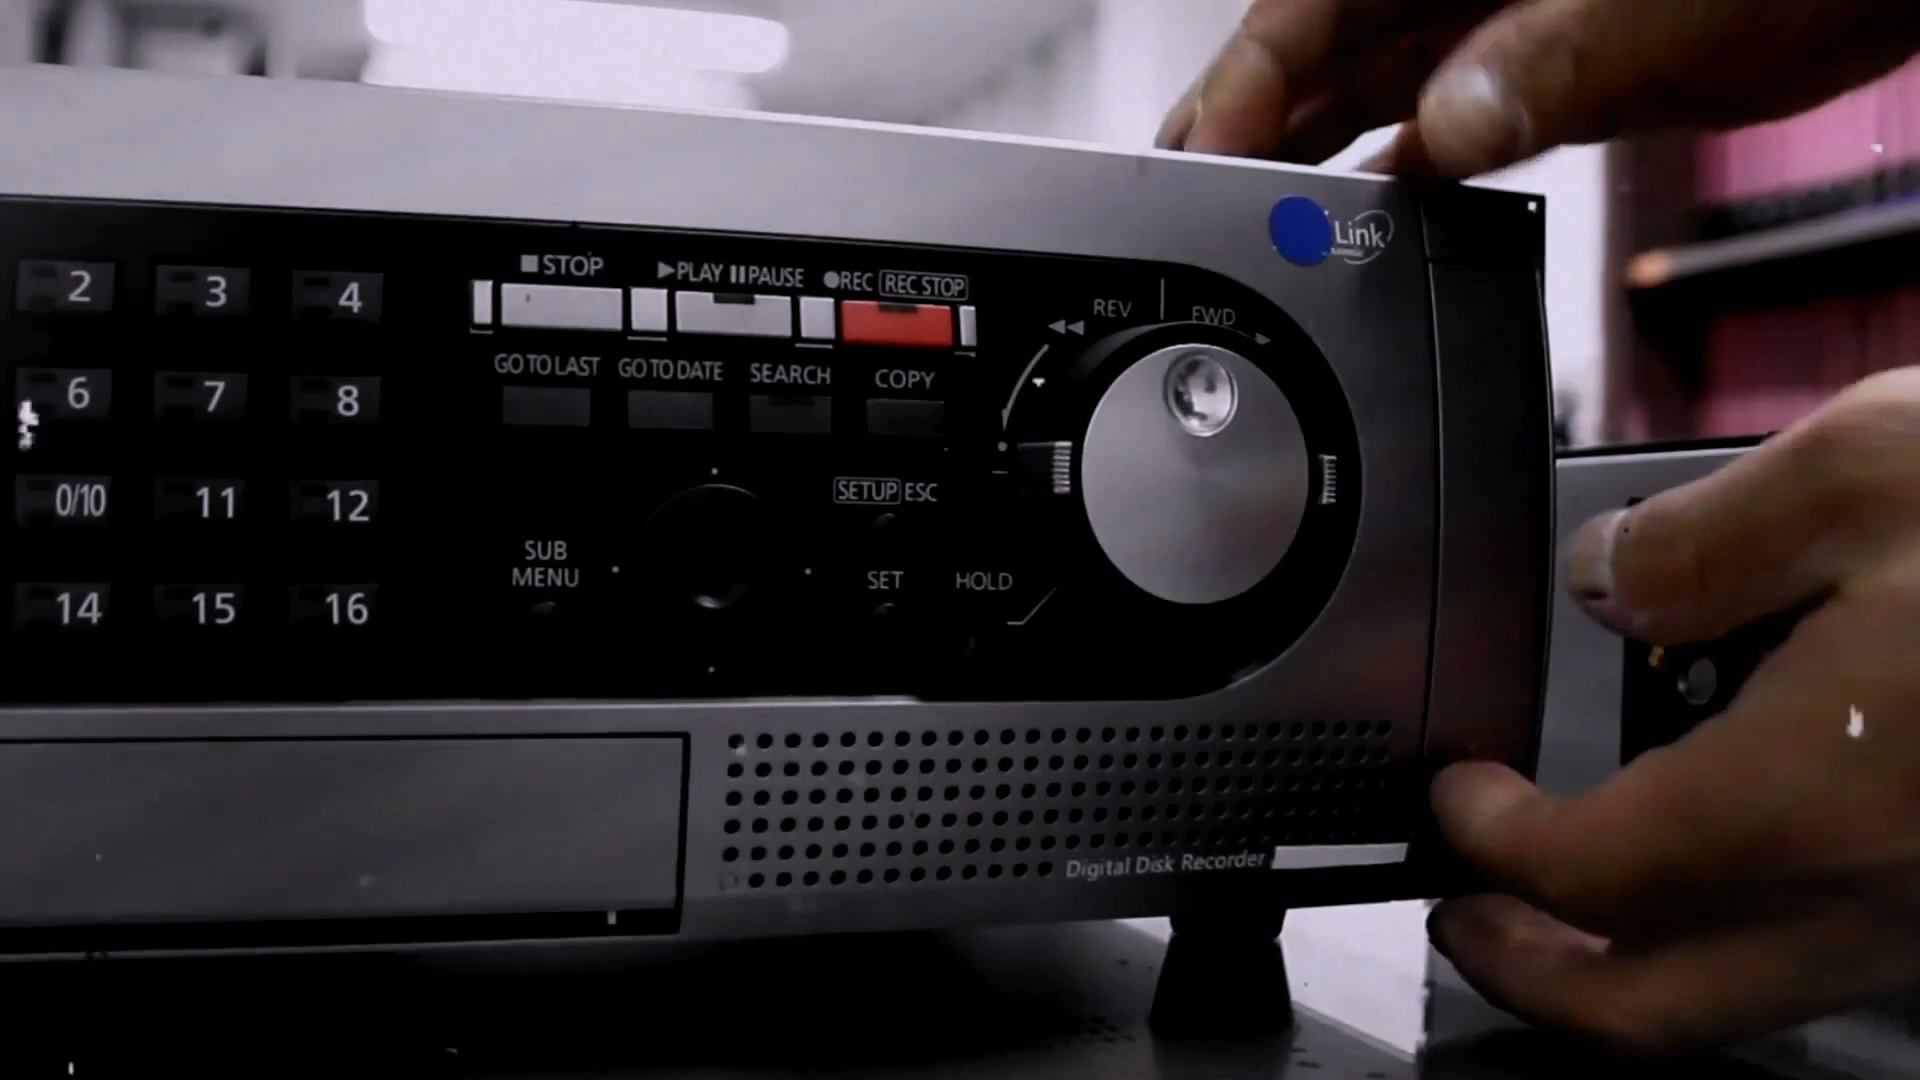 ■STOP ▶PLAY ❚❚PAUSE ●REC REC STOP
GO TO LAST GO TO DATE SEARCH COPY
REV FWD
Link
2 3 4
6 7 8
0/10 11 12
14 15 16
SETUP ESC
SUB
MENU
SET HOLD
Digital Disk Recorder